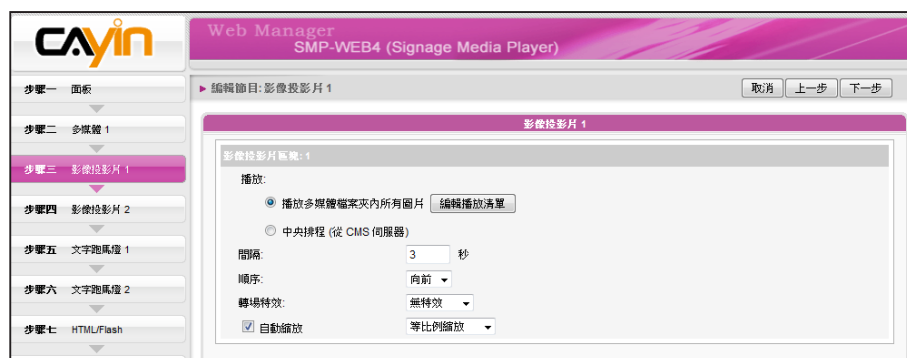 CAYIN
Web Manager
SMP-WEB4 (Signage Media Player)
步驟一 面板
步驟二 多媒體 1
步驟三 影像投影片 1
步驟四 影像投影片 2
步驟五 文字跑馬燈 1
步驟六 文字跑馬燈 2
步驟七 HTML/Flash
編輯節目: 影像投影片 1
取消 上一步 下一步
影像投影片 1
影像投影片區塊: 1
播放:
播放多媒體檔案夾內所有圖片 編輯播放清單
中央排程 (從 CMS 伺服器)
間隔: 3 秒
順序: 向前
轉場特效: 無特效
自動縮放 等比例縮放